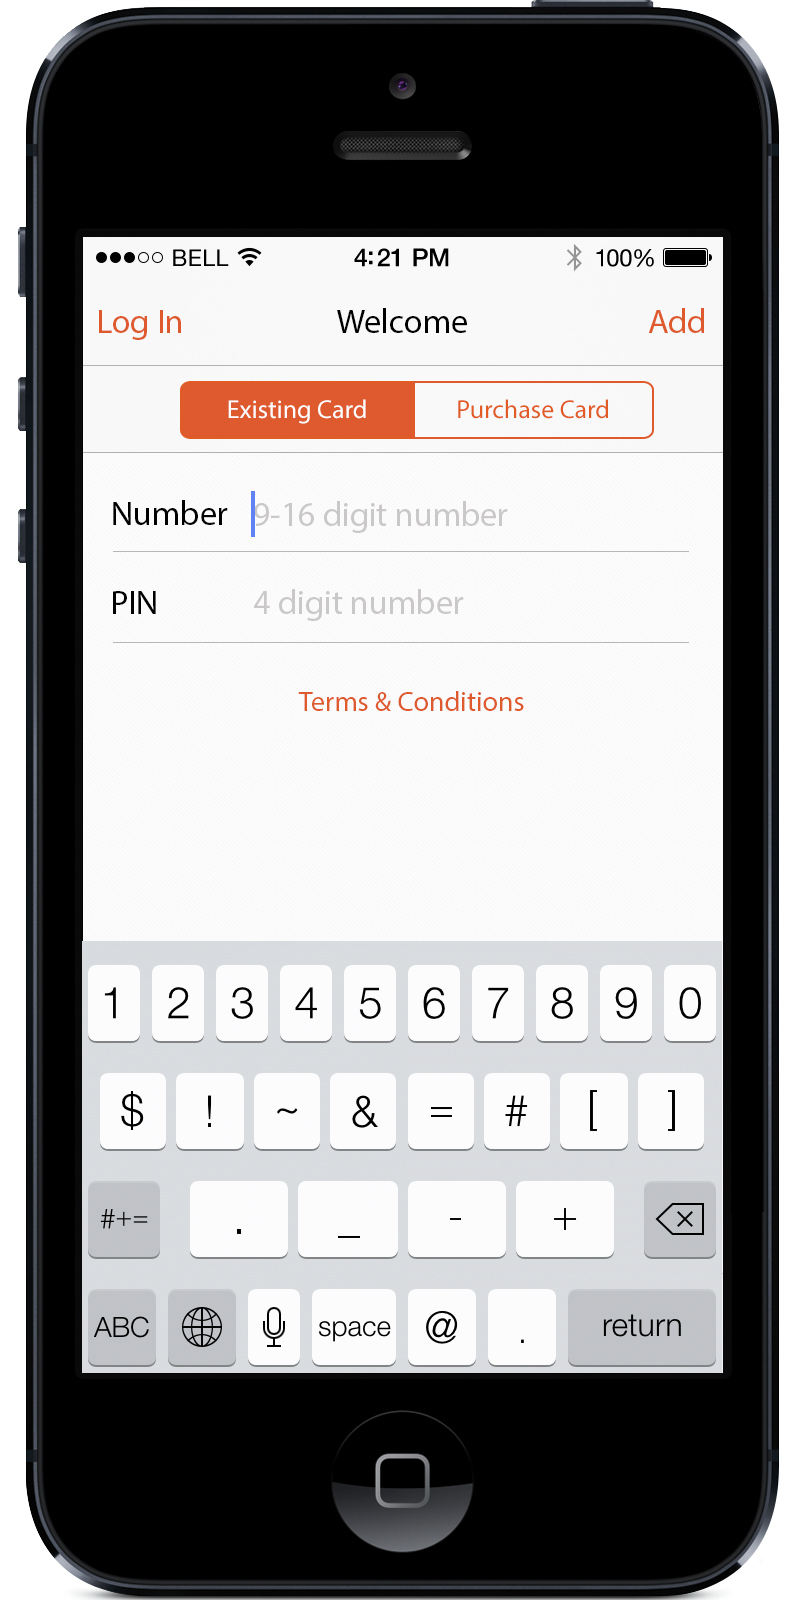 BELL 4:21 PM 100%
Log In Welcome Add
Existing Card Purchase Card
Number 9-16 digit number
PIN 4 digit number
Terms & Conditions
1 2 3 4 5 6 7 8 9 0
$ ! ~ & = # [ ]
#+= . _ - +
ABC space @ . return